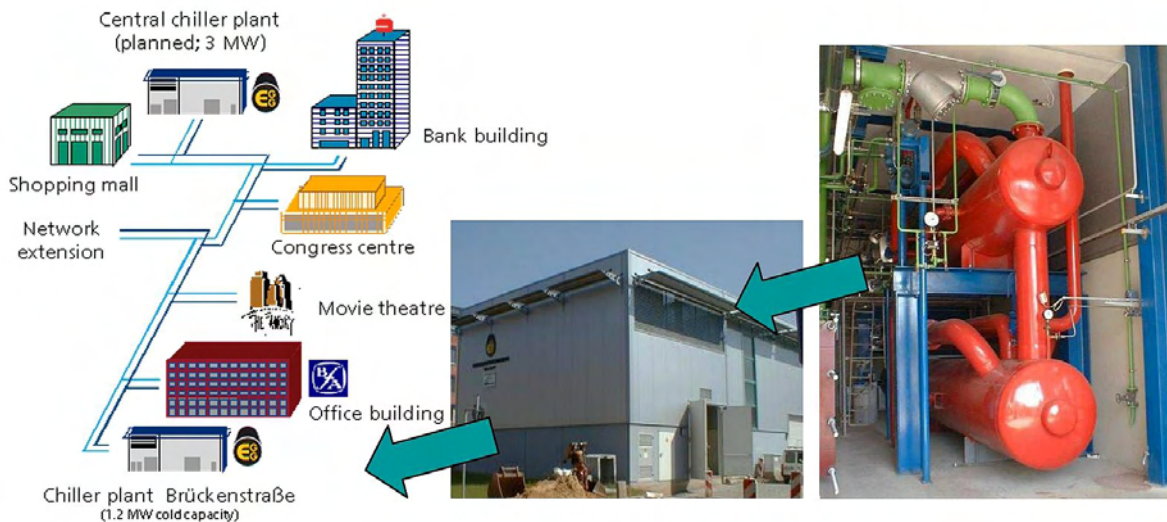 Central chiller plant
(planned; 3 MW)
Bank building
Shopping mall
Network
extension
Congress centre
Movie theatre
Office building
Chiller plant Brückenstraße
(1.2 MW cold capacity)